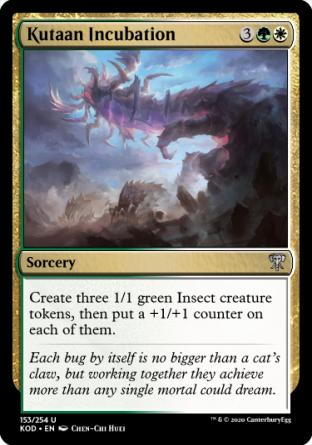 Kutaan Incubation 3
Sorcery
Create three 1/1 green Insect creature
tokens, then put a +1/+1 counter on
each of them.
Each bug by itself is no bigger than a cat's
claw, but working together they achieve
more than any single mortal could dream.
153/254 U
KOD • EN Chen-Chi Huei
™ & © 2020 CanterburyEgg